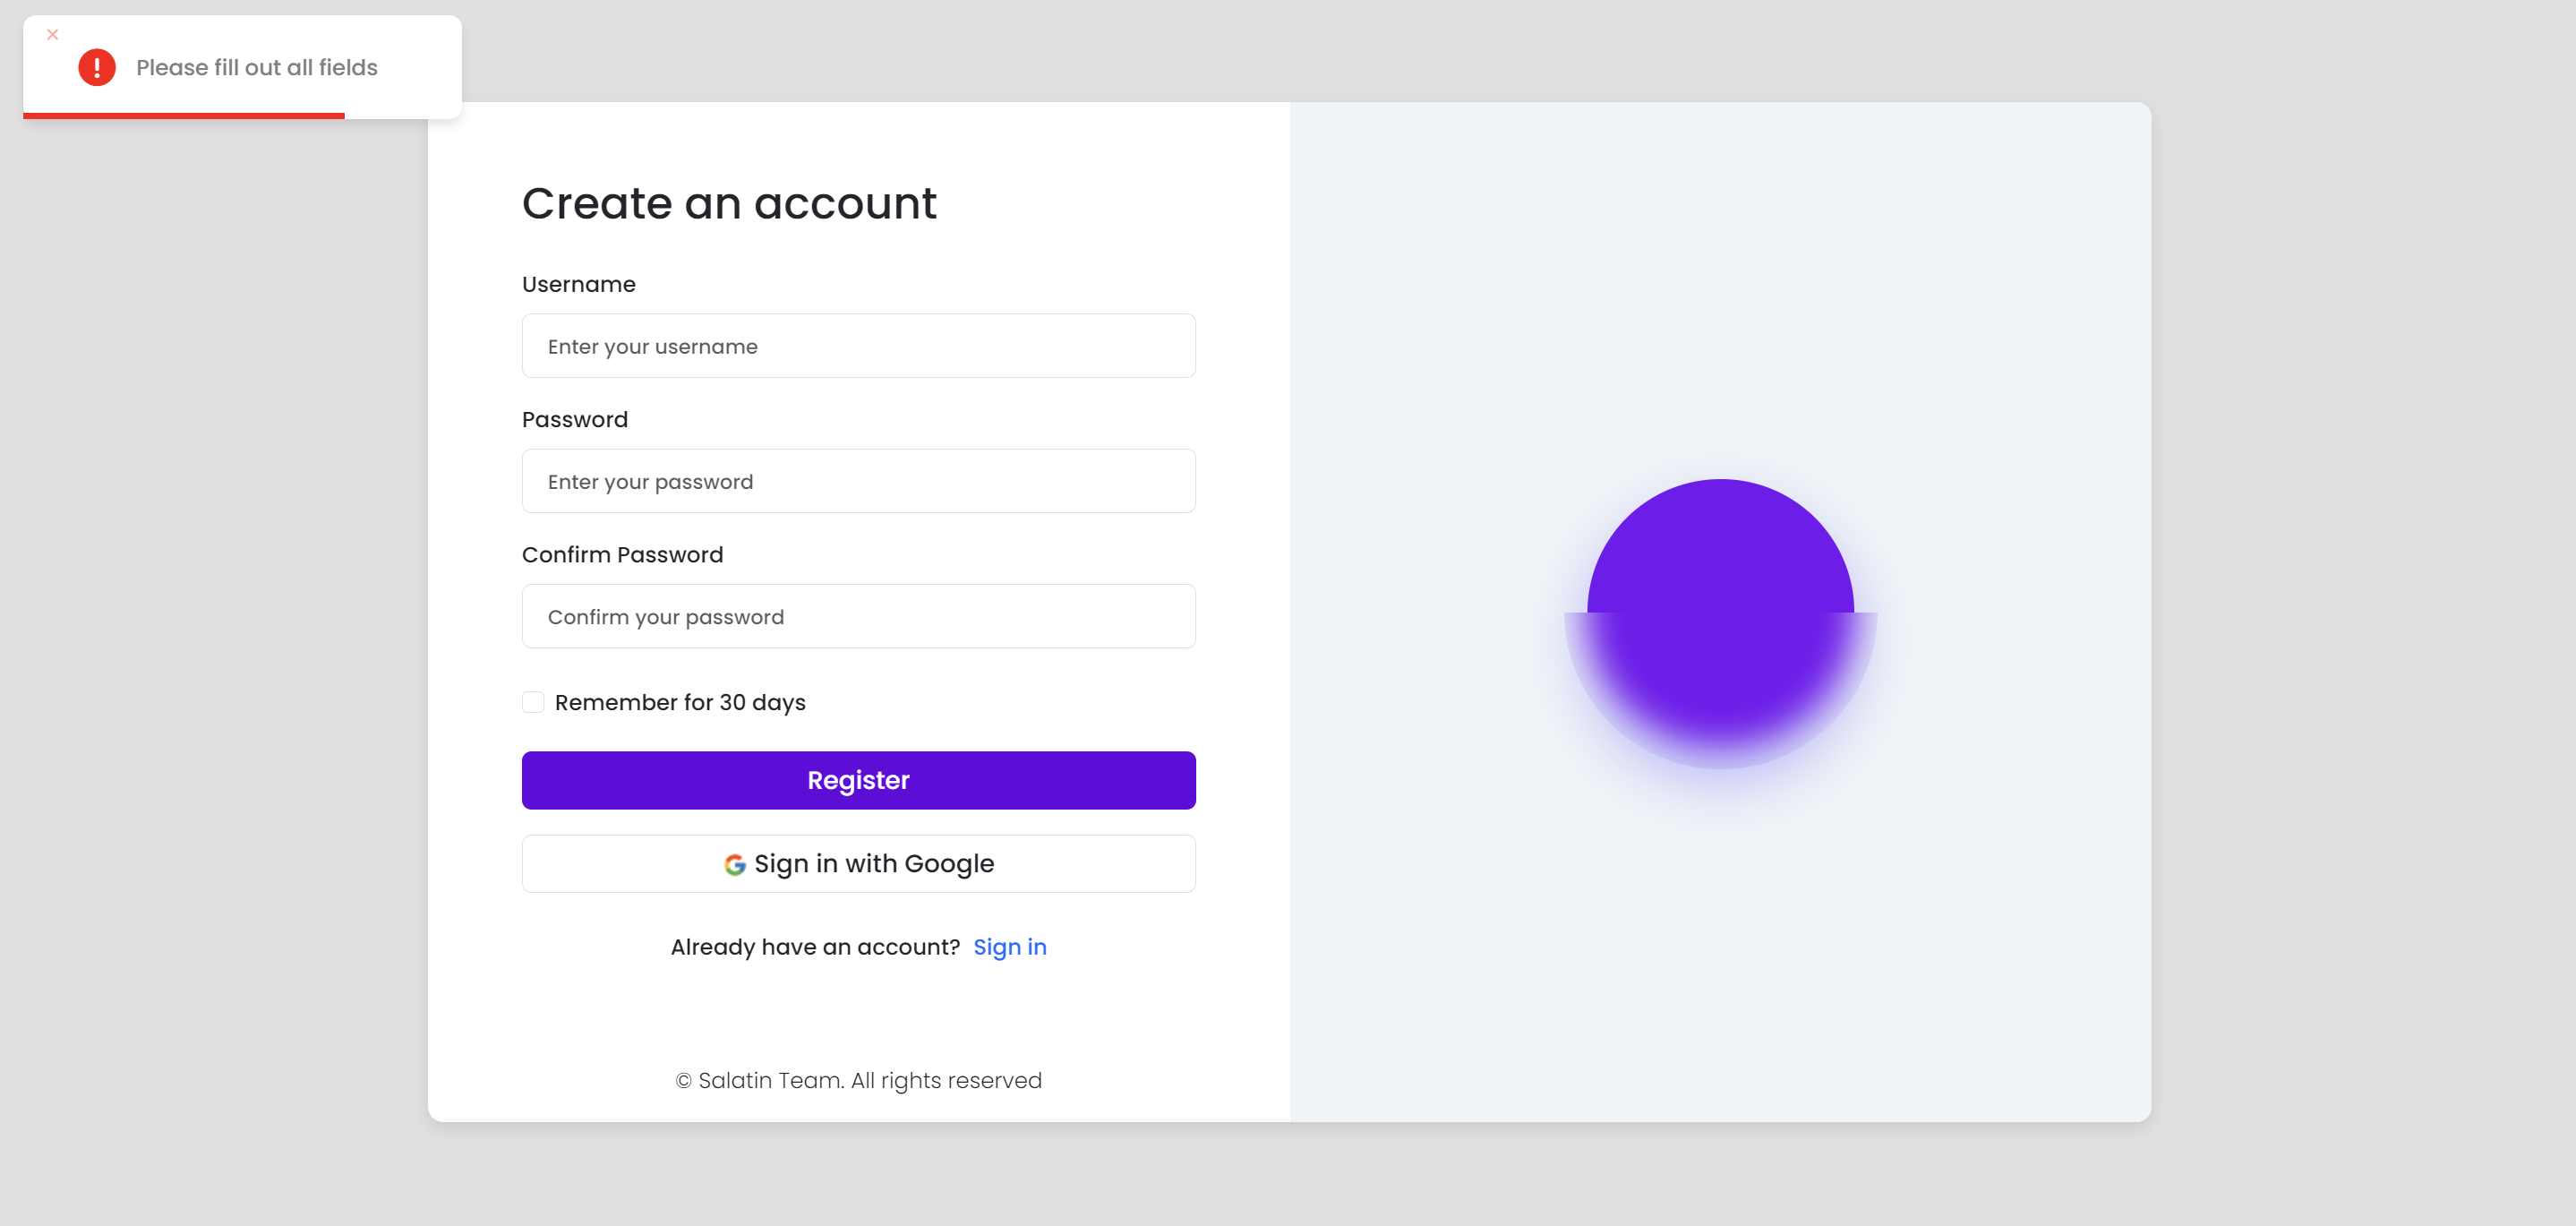 Please fill out all fields
Create an account
Username
Enter your username
Password
Enter your password
Confirm Password
Confirm your password
Remember for 30 days
Register
Sign in with Google
Already have an account? Sign in
© Salatin Team. All rights reserved